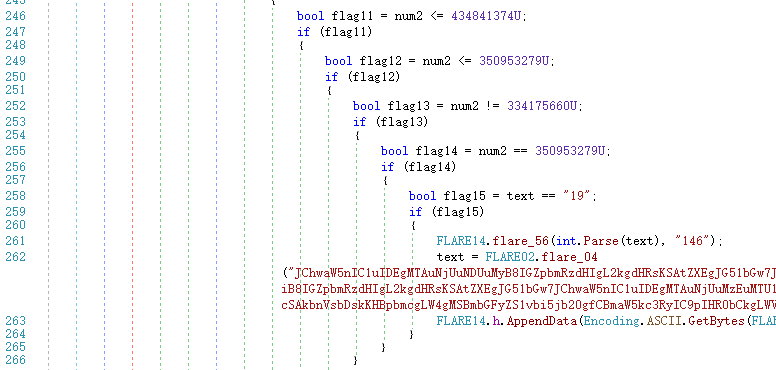 245 {
246 bool flag11 = num2 <= 434841374U;
247 if (flag11)
248 {
249 bool flag12 = num2 <= 350953279U;
250 if (flag12)
251 {
252 bool flag13 = num2 != 334175660U;
253 if (flag13)
254 {
255 bool flag14 = num2 == 350953279U;
256 if (flag14)
257 {
258 bool flag15 = text == "19";
259 if (flag15)
260 {
261 FLARE14.flare_56(int.Parse(text), "146");
262 text = FLARE02.flare_04
("JChwaW5nIC1uIDEgMTAuNjUuNDUuMyB8IGZpbmRzdHIgL2kgdHRsKSAtZXEgJG51bGw7J
iB8IGZpbmRzdHIgL2kgdHRsKSAtZXEgJG51bGw7JChwaW5nIC1uIDEgMTAuNjUuMzEuMTU1
cSAkbnVsbDskKHBpbmcgLW4gMSBmbGFyZS1vbi5jb20gfCBmaW5kc3RyIC9pIHR0bCkgLWV
263 FLARE14.h.AppendData(Encoding.ASCII.GetBytes(FLAR
264 }
265 }
266 }